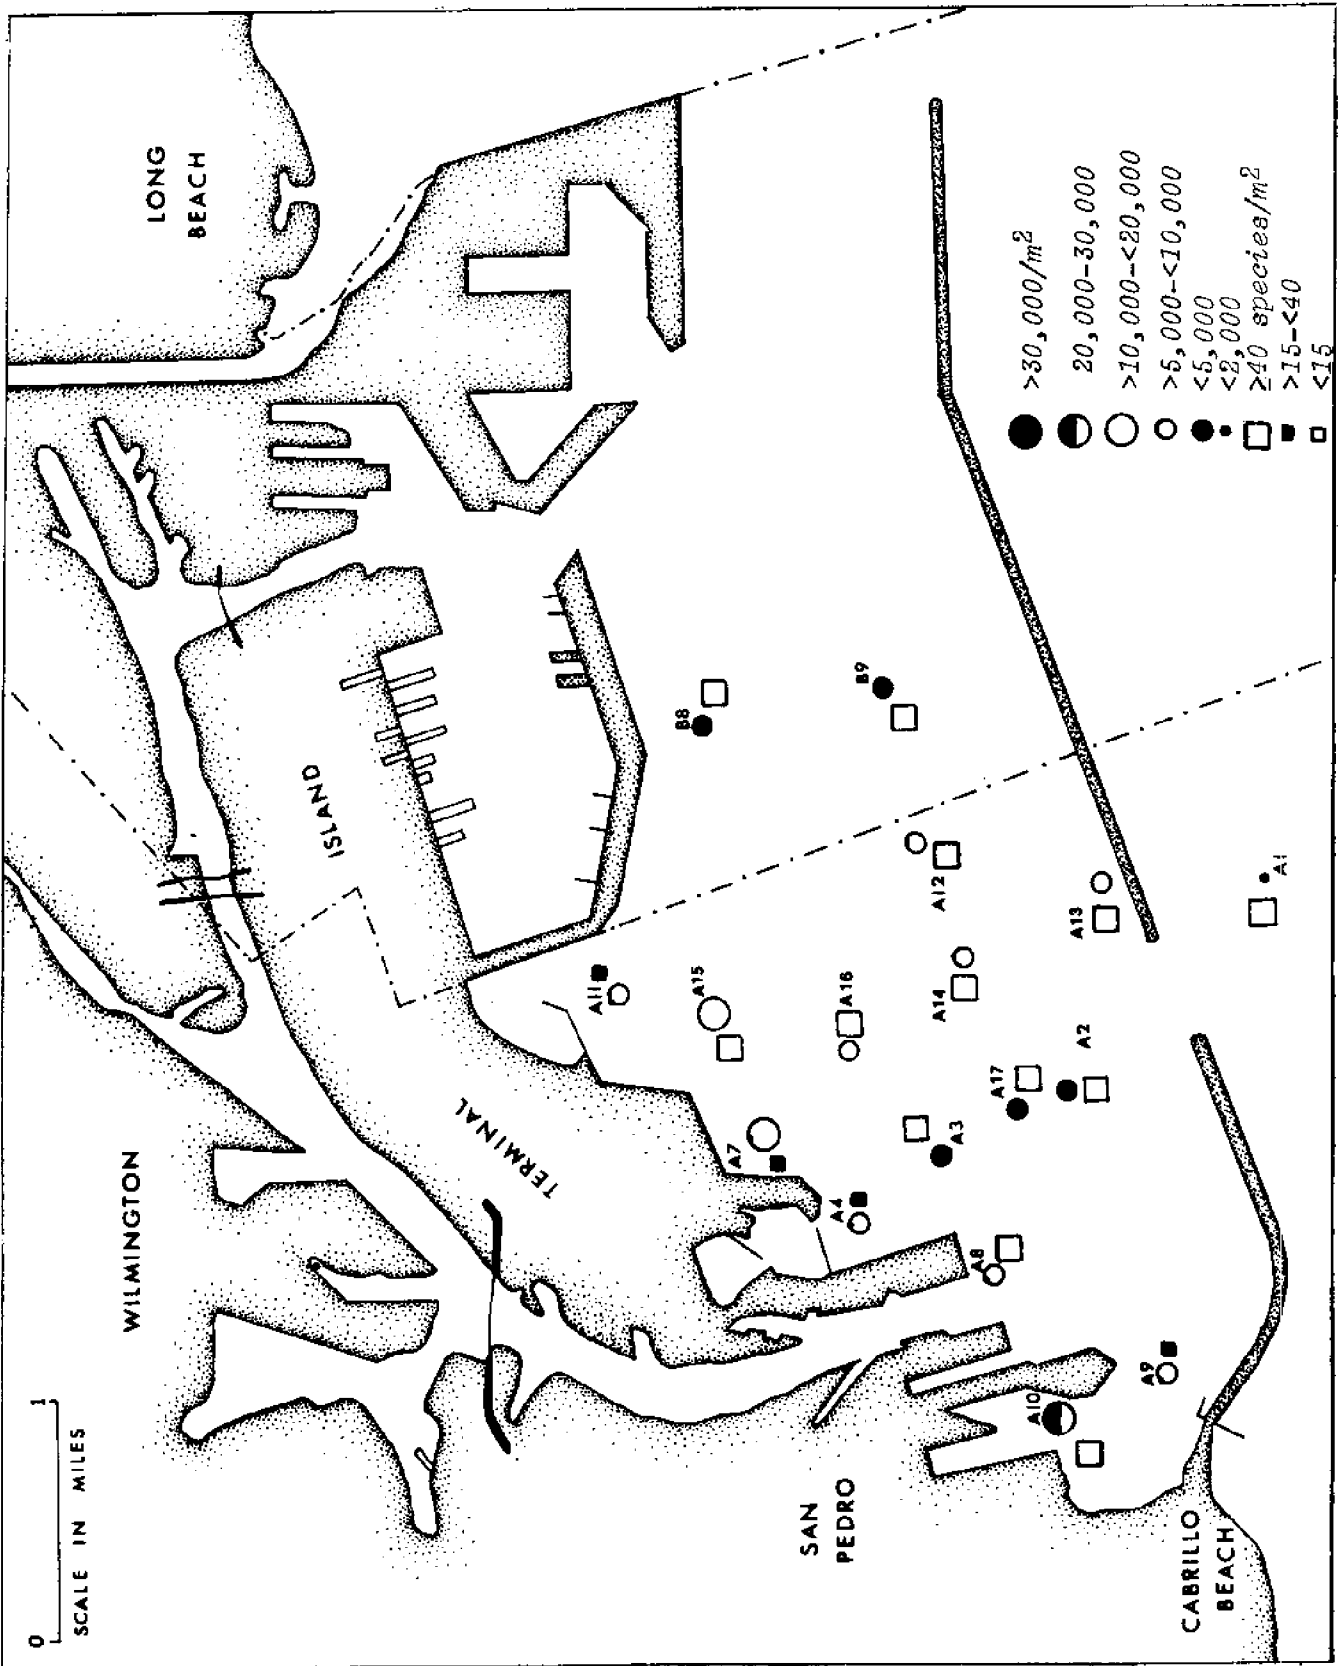 0 1
SCALE IN MILES
WILMINGTON
LONG
BEACH
TERMINAL
ISLAND
SAN
PEDRO
CABRILLO
BEACH
A11
A15
A7
A4
A16
A3
A8
A14
A12
A17
A2
A10
A9
A13
A1
B8
B9
>30,000/m²
20,000-30,000
>10,000-<20,000
>5,000-<10,000
<5,000
<2,000
≥40 species/m²
>15-<40
<15